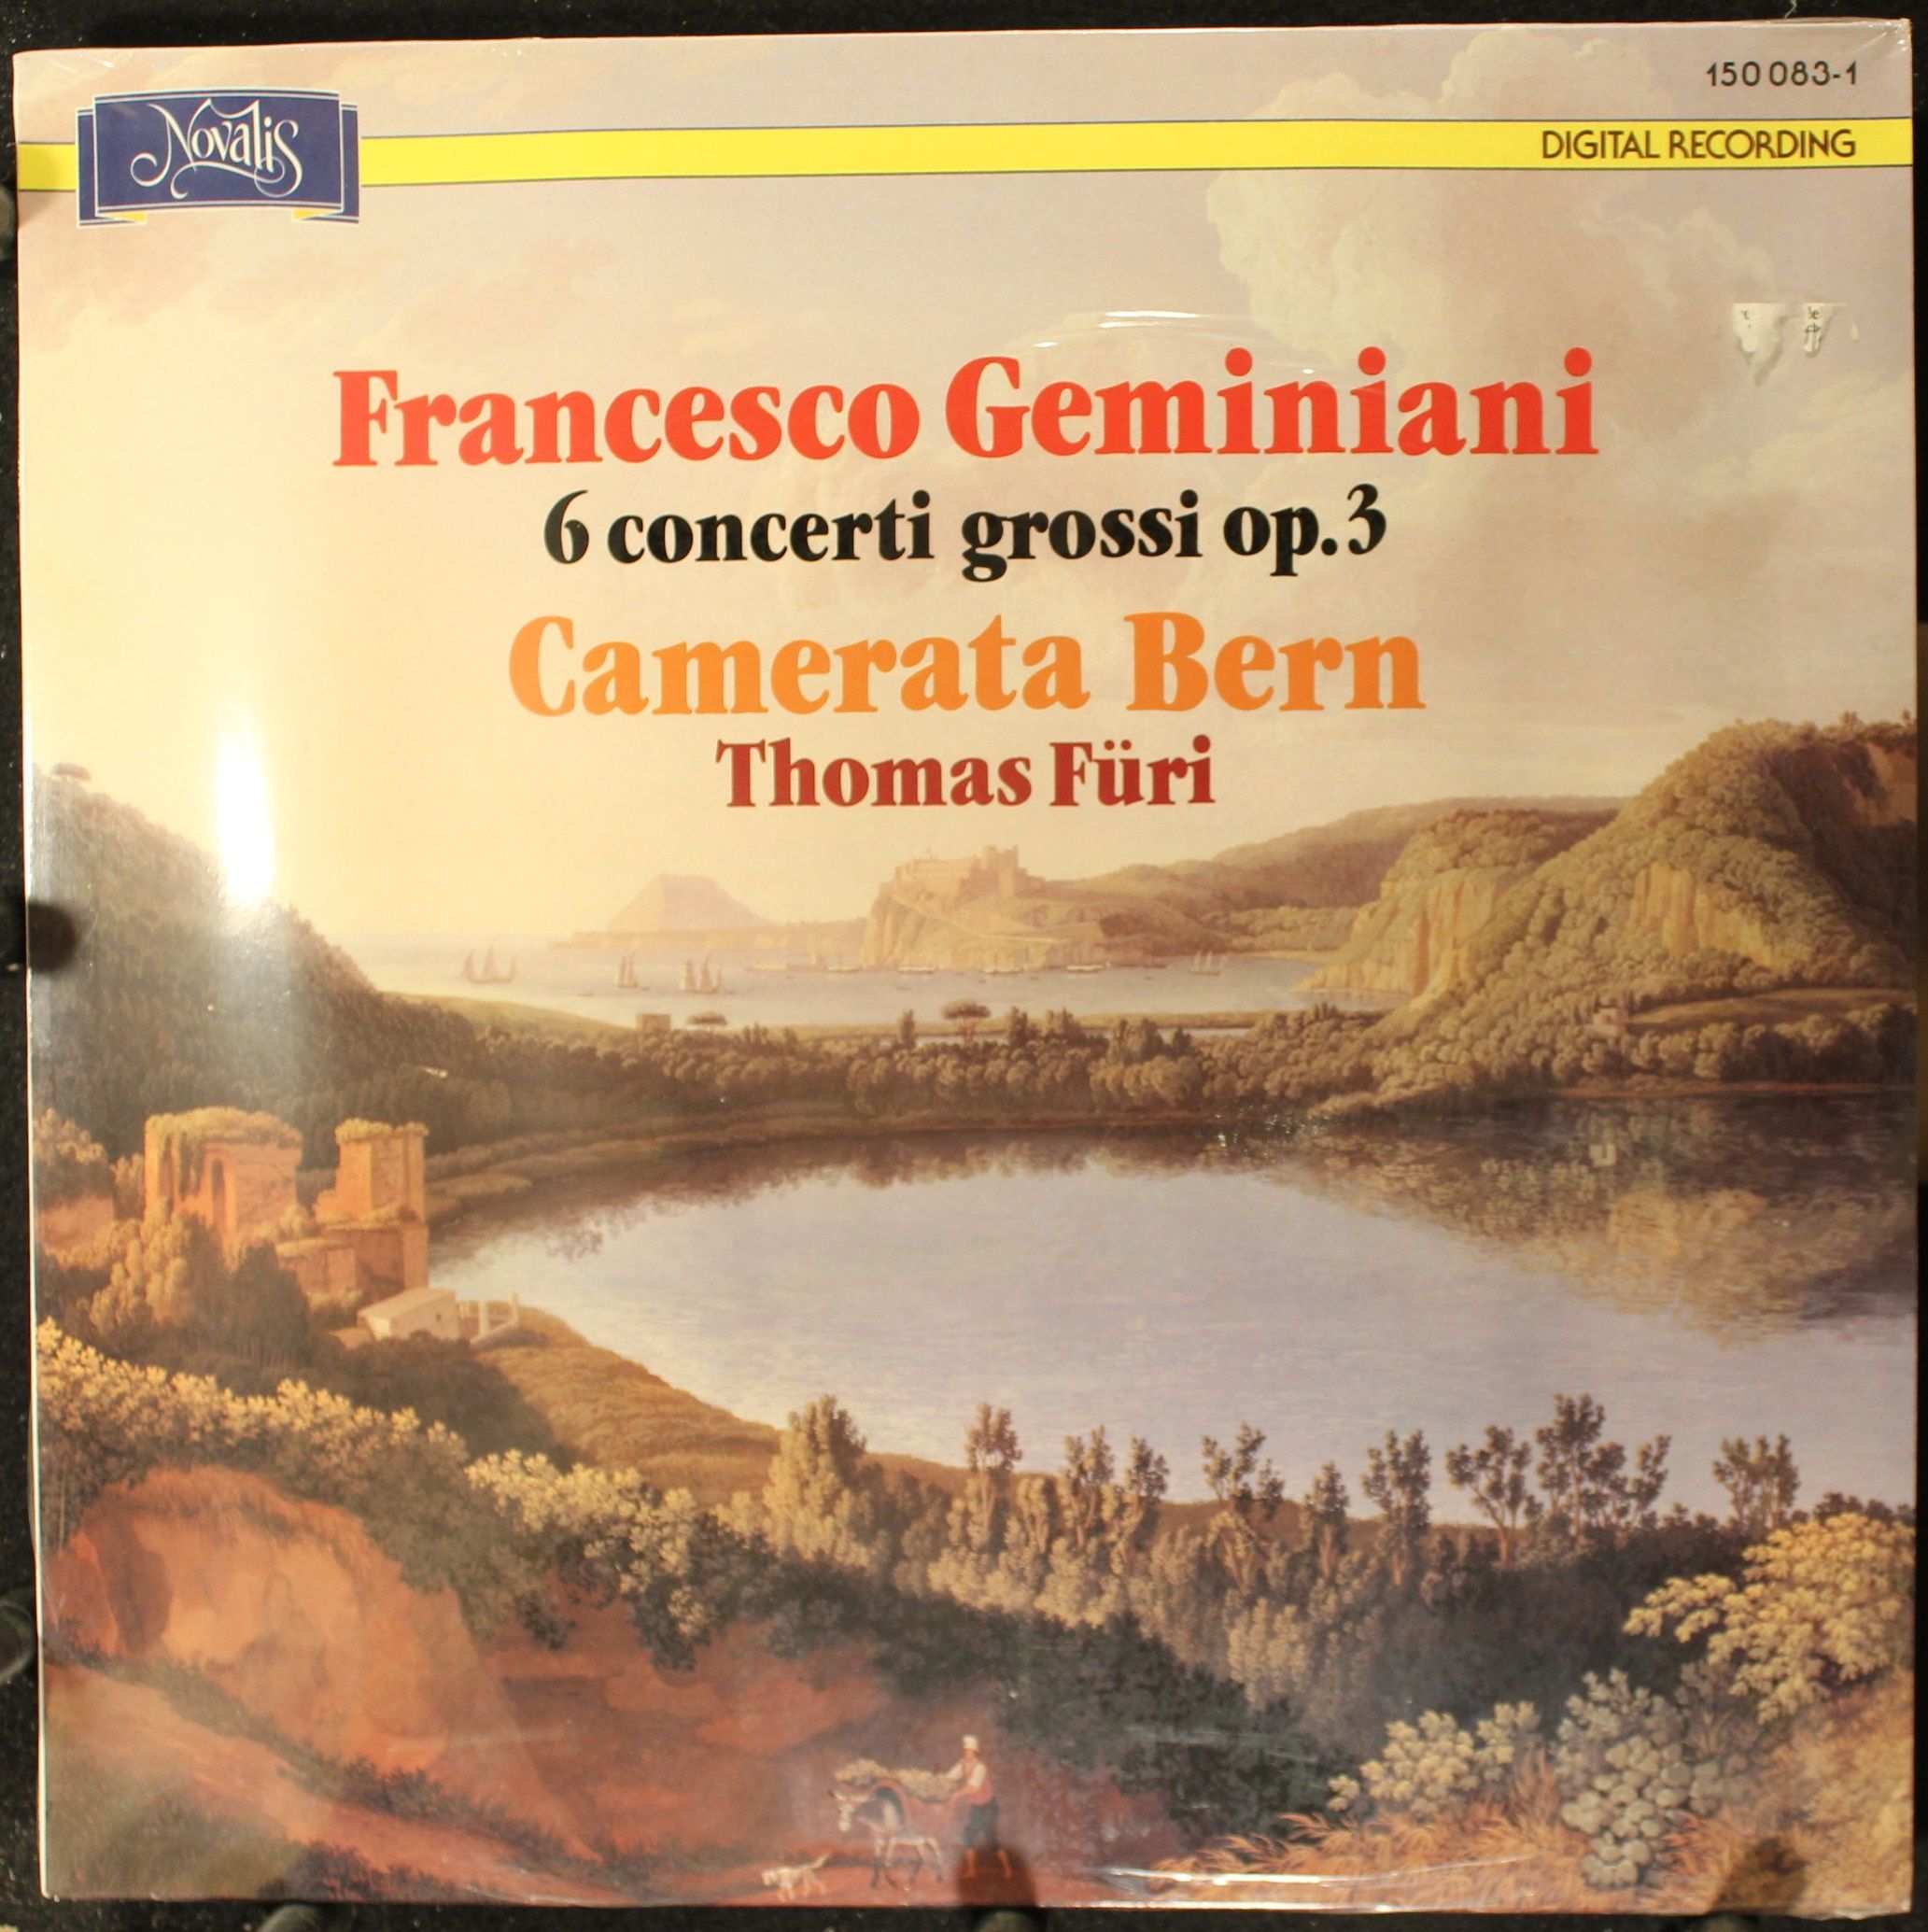 150 083-1
Novalis
DIGITAL RECORDING
Francesco Geminiani
6 concerti grossi op.3
Camerata Bern
Thomas Füri